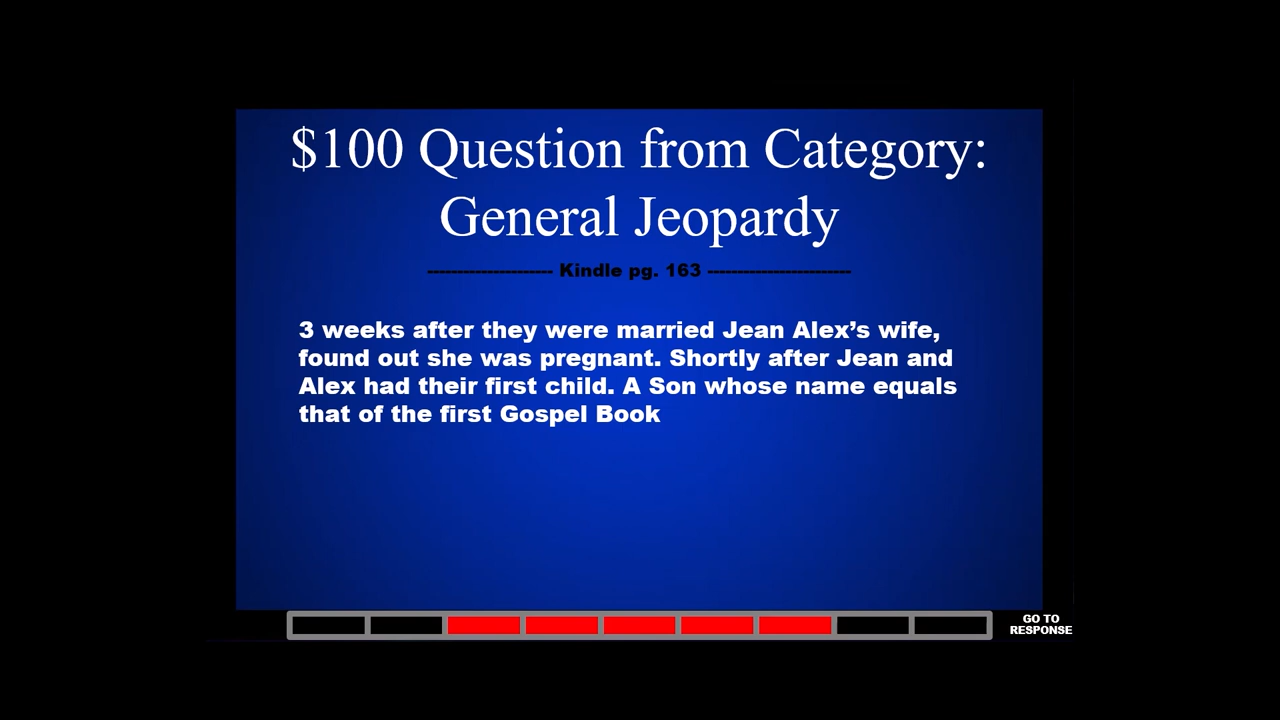 $100 Question from Category:
General Jeopardy
--------------------- Kindle pg. 163 ------------------------
3 weeks after they were married Jean Alex’s wife,
found out she was pregnant. Shortly after Jean and
Alex had their first child. A Son whose name equals
that of the first Gospel Book
GO TO
RESPONSE